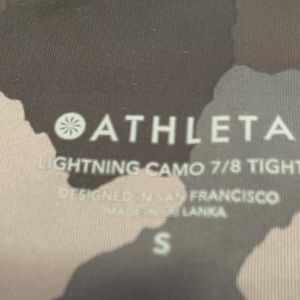 ATHLETA
LIGHTNING CAMO 7/8 TIGHT
DESIGNED IN SAN FRANCISCO
MADE IN SRI LANKA
S